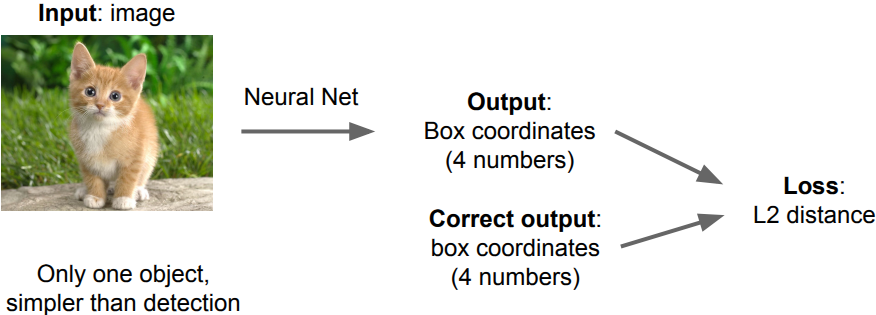 Input: image
Neural Net
Output:
Box coordinates
(4 numbers)
Correct output:
box coordinates
(4 numbers)
Loss:
L2 distance
Only one object,
simpler than detection